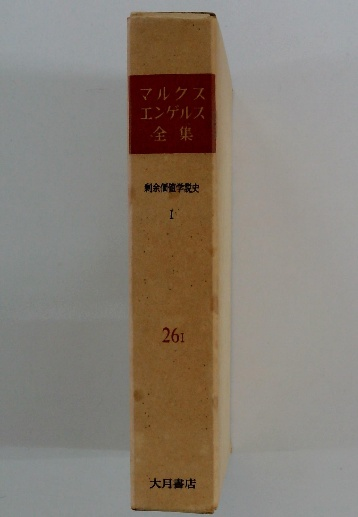 マルクス
エンゲルス
全集
剰余価値学説史
I
26I
大月書店